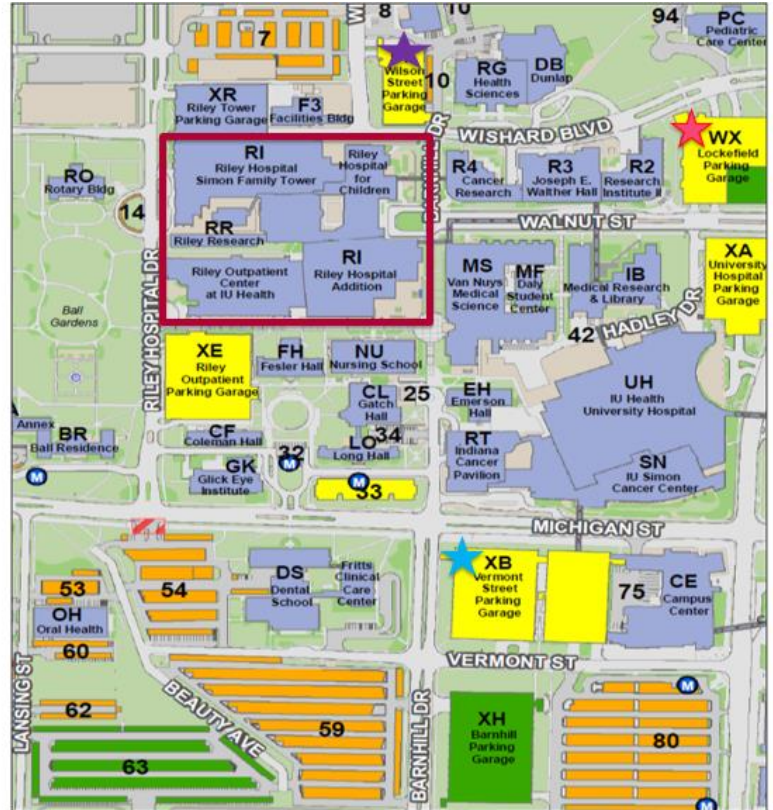 8
10
94
PC
Pediatric
Care Center
7
WI
Wilson
Street
Parking
Garage
10
RG
Health
Sciences
DB
Dunlap
XR
Riley Tower
Parking Garage
F3
Facilities Bldg
WISHARD BLVD
WX
Lockefield
Parking
Garage
BARNHILL DR
RI
Riley Hospital
Simon Family Tower
Riley
Hospital
for
Children
R4
Cancer
Research
R3
Joseph E.
Walther Hall
R2
Research
Institute II
RO
Rotary Bldg
14
RR
Riley Research
WALNUT ST
RI
Riley Hospital
Addition
Riley Outpatient
Center
at IU Health
MS
Van Nuys
Medical
Science
MF
Daly
Student
Center
IB
Medical Research
& Library
XA
University
Hospital
Parking
Garage
Ball
Gardens
RILEY HOSPITAL DR
42
HADLEY DR
XE
Riley
Outpatient
Parking Garage
FH
Fesler Hall
NU
Nursing School
CL
Gatch
Hall
25
EH
Emerson
Hall
UH
IU Health
University Hospital
A
Annex
BR
Ball Residence
CF
Coleman Hall
32
34
LO
Long Hall
RT
Indiana
Cancer
Pavilion
M
M
M
GK
Glick Eye
Institute
33
SN
IU Simon
Cancer Center
MICHIGAN ST
53
54
DS
Dental
School
Fritts
Clinical
Care
Center
XB
Vermont
Street
Parking
Garage
75
CE
Campus
Center
OH
Oral Health
60
VERMONT ST
M
LANSING ST
62
BEAUTY AVE
59
BARNHILL DR
XH
Barnhill
Parking
Garage
80
63
M